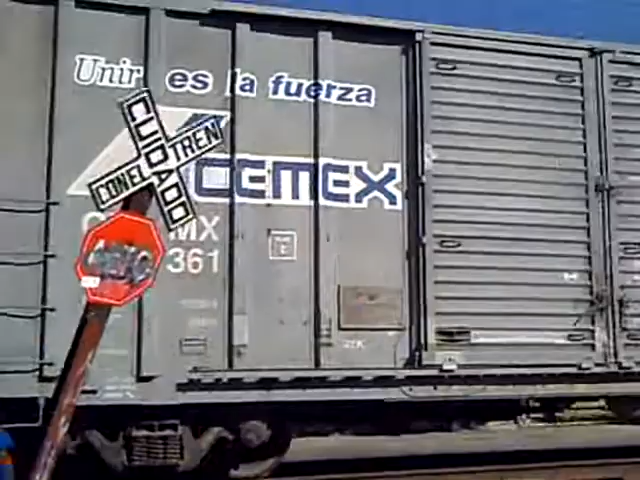 Unir es la fuerza
CUIDADO
CON EL TREN
CEMEX
MX
361